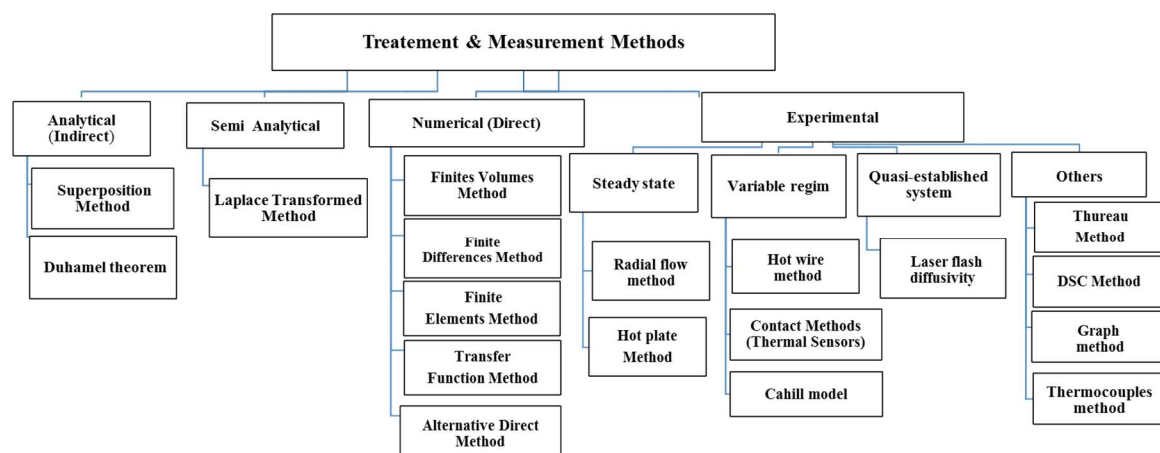 Treatement & Measurement Methods
Analytical
(Indirect)
Superposition
Method
Duhamel theorem
Semi Analytical
Laplace Transformed
Method
Numerical (Direct)
Finites Volumes
Method
Finite
Differences Method
Finite
Elements Method
Transfer
Function Method
Alternative Direct
Method
Experimental
Steady state
Radial flow
method
Hot plate
Method
Variable regim
Hot wire
method
Contact Methods
(Thermal Sensors)
Cahill model
Quasi-established
system
Laser flash
diffusivity
Others
Thureau
Method
DSC Method
Graph
method
Thermocouples
method